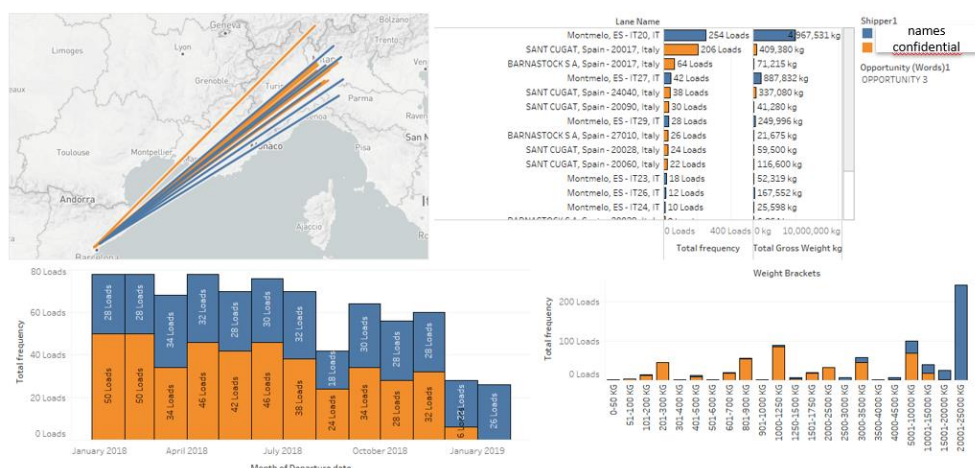 Limoges
Lyon
Geneva
Bolzano
Trento
Milan
Grenoble
Turin
Parma
Genoa
Toulouse
Montpellier
Monaco
Pisa
Andorra
Ajaccio
Barcelona
Lane Name
Montmelo, ES - IT20, IT 254 Loads 4,967,531 kg
SANT CUGAT, Spain - 20017, Italy 206 Loads 409,380 kg
BARNASTOCK S A, Spain - 20017, Italy 64 Loads 71,215 kg
Montmelo, ES - IT27, IT 42 Loads 887,832 kg
SANT CUGAT, Spain - 24040, Italy 38 Loads 337,080 kg
SANT CUGAT, Spain - 20090, Italy 30 Loads 41,280 kg
Montmelo, ES - IT29, IT 28 Loads 249,996 kg
BARNASTOCK S A, Spain - 27010, Italy 26 Loads 21,675 kg
SANT CUGAT, Spain - 20028, Italy 24 Loads 59,500 kg
SANT CUGAT, Spain - 20060, Italy 22 Loads 116,600 kg
Montmelo, ES - IT23, IT 18 Loads 52,319 kg
Montmelo, ES - IT26, IT 12 Loads 167,552 kg
Montmelo, ES - IT24, IT 10 Loads 25,598 kg
0 Loads 400 Loads 0 kg 10,000,000 kg
Total frequency Total Gross Weight kg
Shipper1
names
confidential
Opportunity (Words)1
OPPORTUNITY 3
Total frequency
80 Loads
60 Loads
40 Loads
20 Loads
0 Loads
28 Loads 28 Loads 34 Loads 32 Loads 28 Loads 30 Loads 32 Loads 18 Loads 30 Loads 28 Loads 28 Loads 22 Loads 26 Loads
50 Loads 50 Loads 34 Loads 46 Loads 42 Loads 46 Loads 38 Loads 24 Loads 34 Loads 28 Loads 32 Loads 6 Loads
January 2018 April 2018 July 2018 October 2018 January 2019
Month of Departure date
Weight Brackets
Total frequency
200 Loads
100 Loads
0 Loads
0-50 KG
51-100 KG
101-200 KG
201-300 KG
301-400 KG
401-500 KG
501-600 KG
601-700 KG
801-900 KG
901-1000 KG
1000-1250 KG
1250-1500 KG
1501-1750 KG
2000-2500 KG
2500-3000 KG
3000-3500 KG
3500-4000 KG
4000-4500 KG
5001-10000 KG
10001-15000 KG
15001-20000 KG
20001-25000 KG